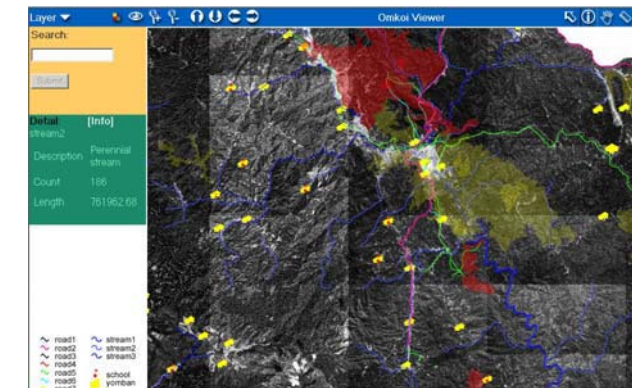 Layer Omkoi Viewer
Search:
Submit
Detail: [Info]
stream2
Description Perennial stream
Count 186
Length 761962.68
road1 stream1
road2 stream2
road3 stream3
road4
road5 school
road6 yomban